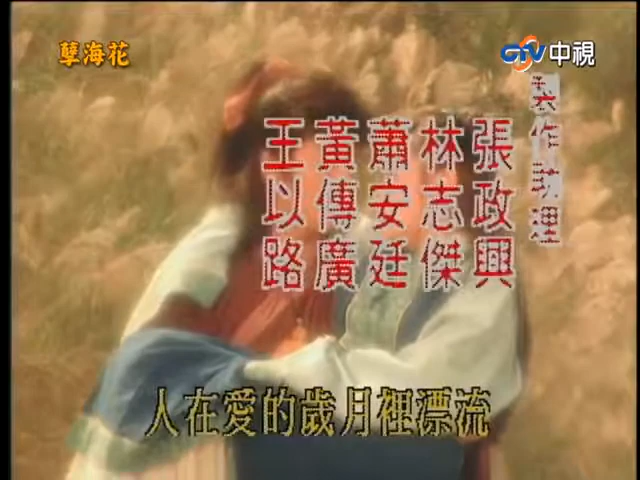 孽海花
CTV中視
製作助理
張政興
林志傑
蕭安廷
黃傳廣
王以路
人在愛的歲月裡漂流